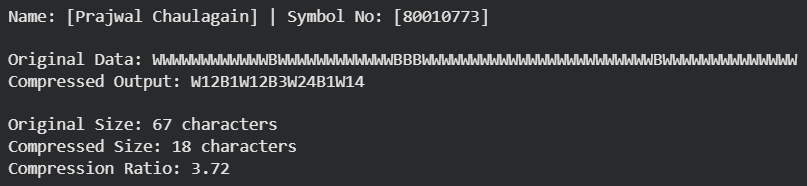 Name: [Prajwal Chaulagain] | Symbol No: [80010773]
Original Data: WWWWWWWWWWWWBWWWWWWWWWWWWBBBWWWWWWWWWWWWWWWWWWWWWWWWBWWWWWWWWWWWWWW
Compressed Output: W12B1W12B3W24B1W14
Original Size: 67 characters
Compressed Size: 18 characters
Compression Ratio: 3.72